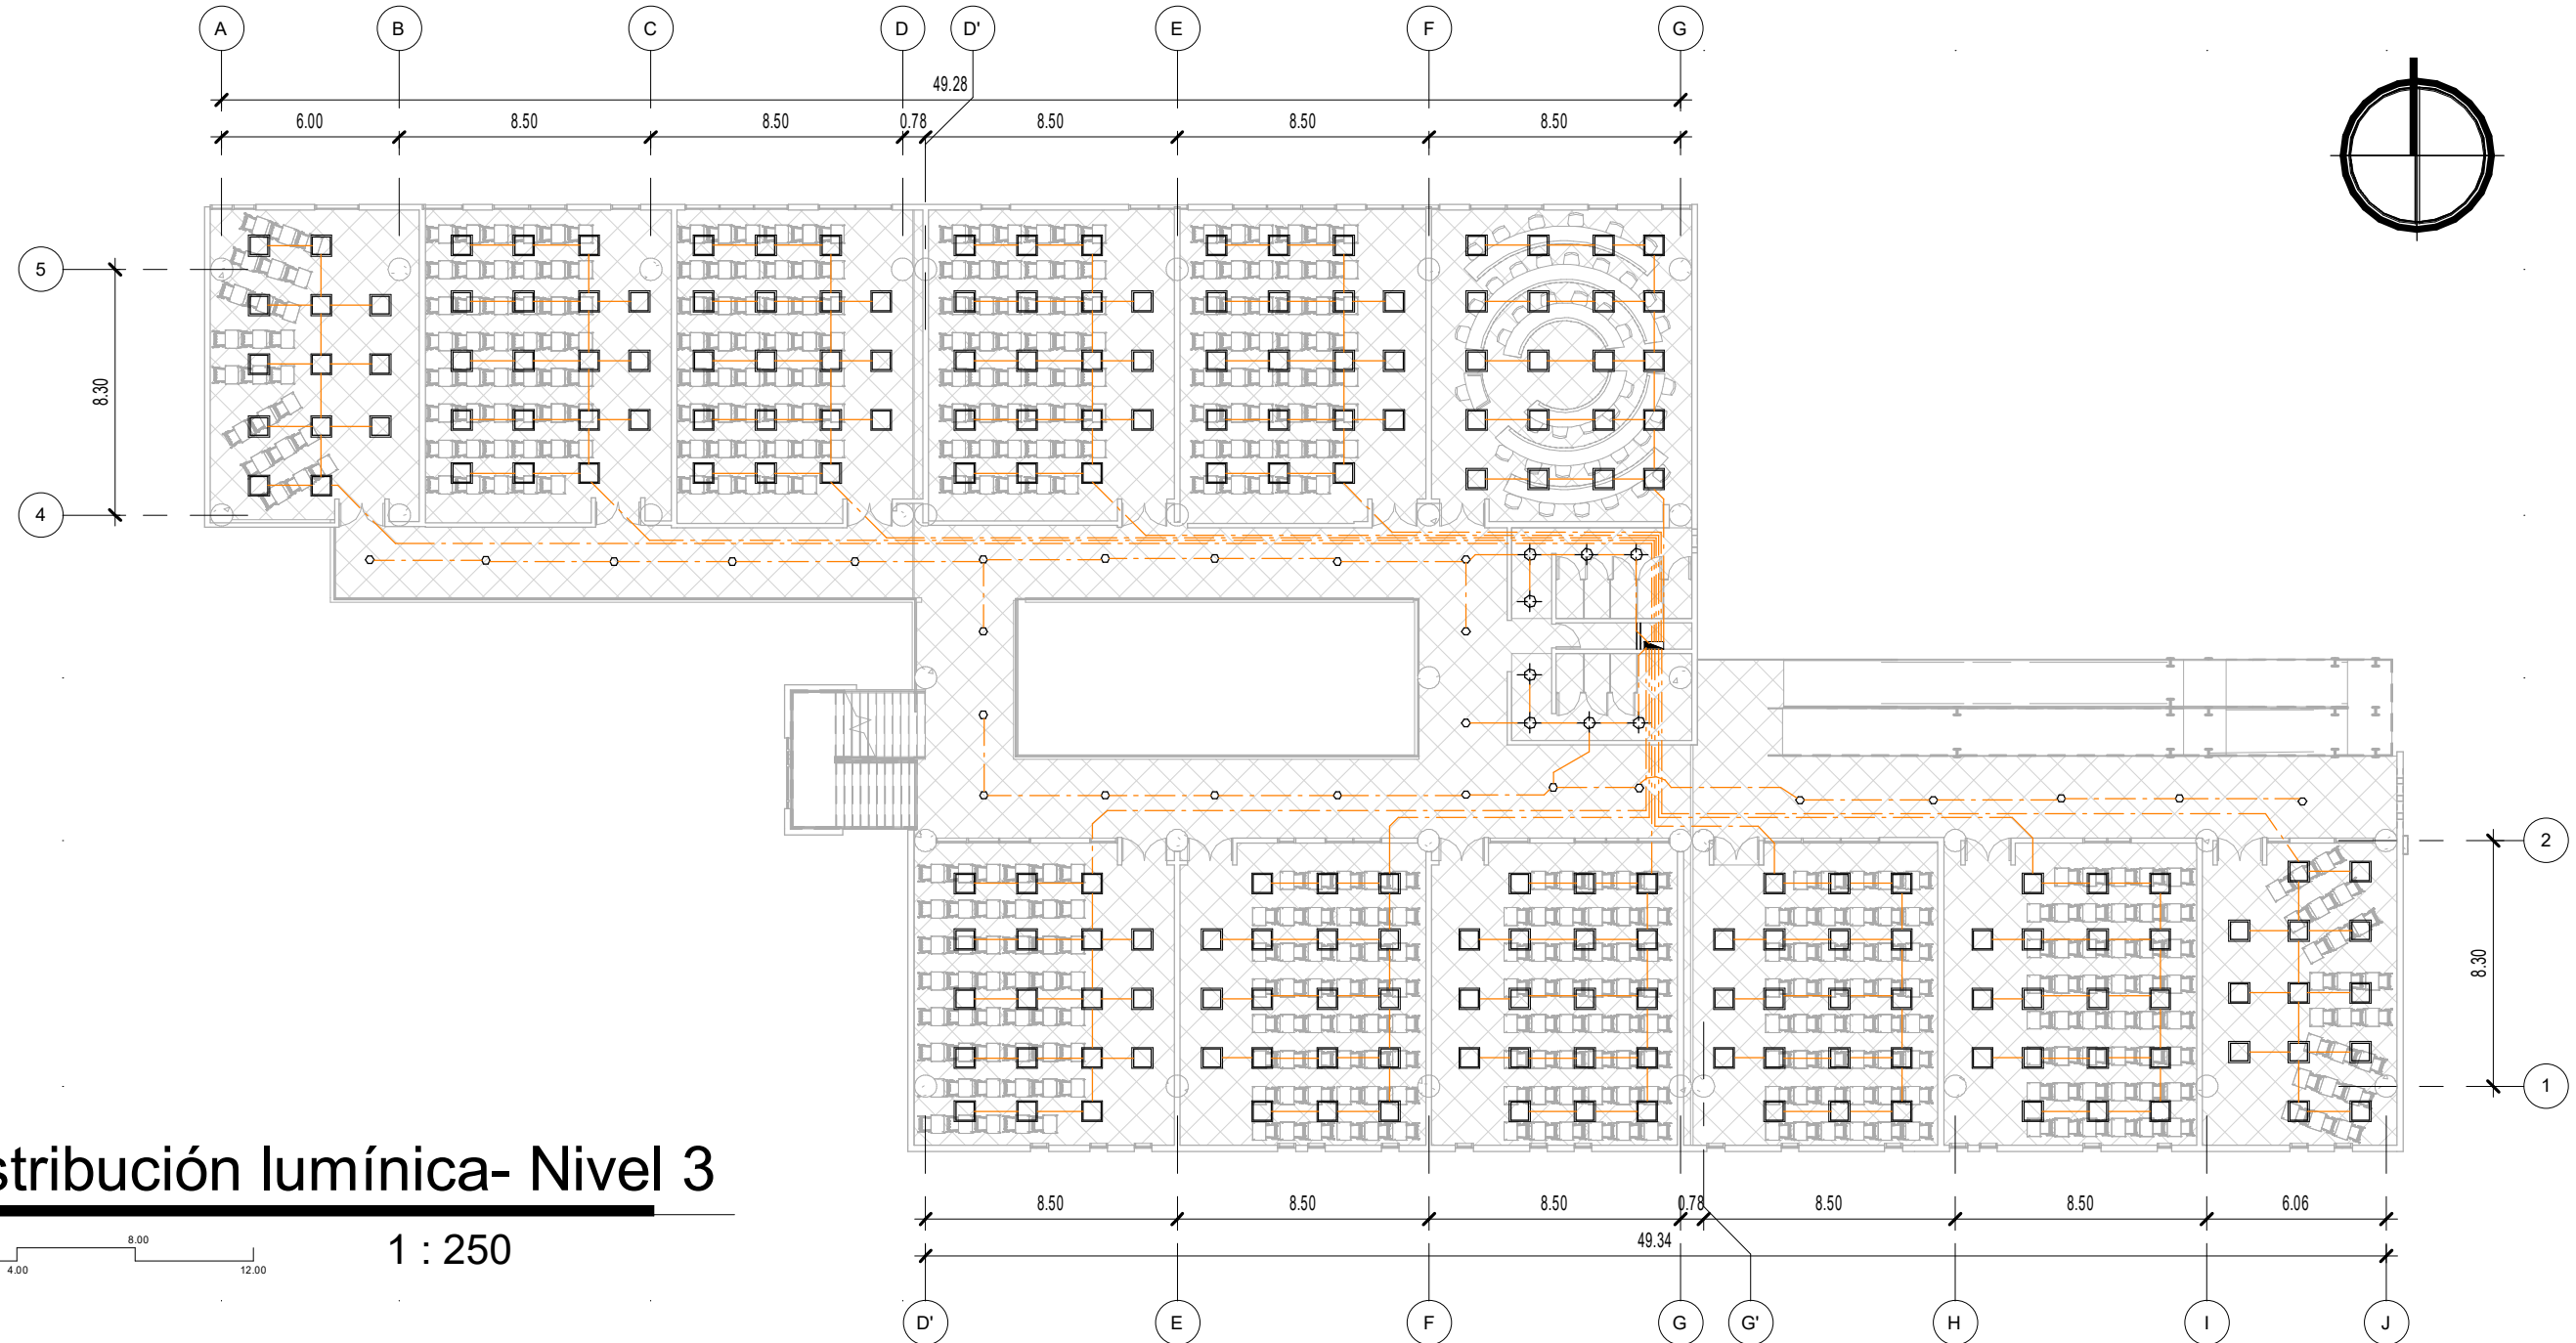 A B C D D' E F G
49.28
6.00 8.50 8.50 0.78 8.50 8.50 8.50
5
8.30
4
2
8.30
1
stribución lumínica- Nivel 3
1 : 250
8.00
4.00 12.00
8.50 8.50 8.50 0.78 8.50 8.50 6.06
49.34
D' E F G G' H I J